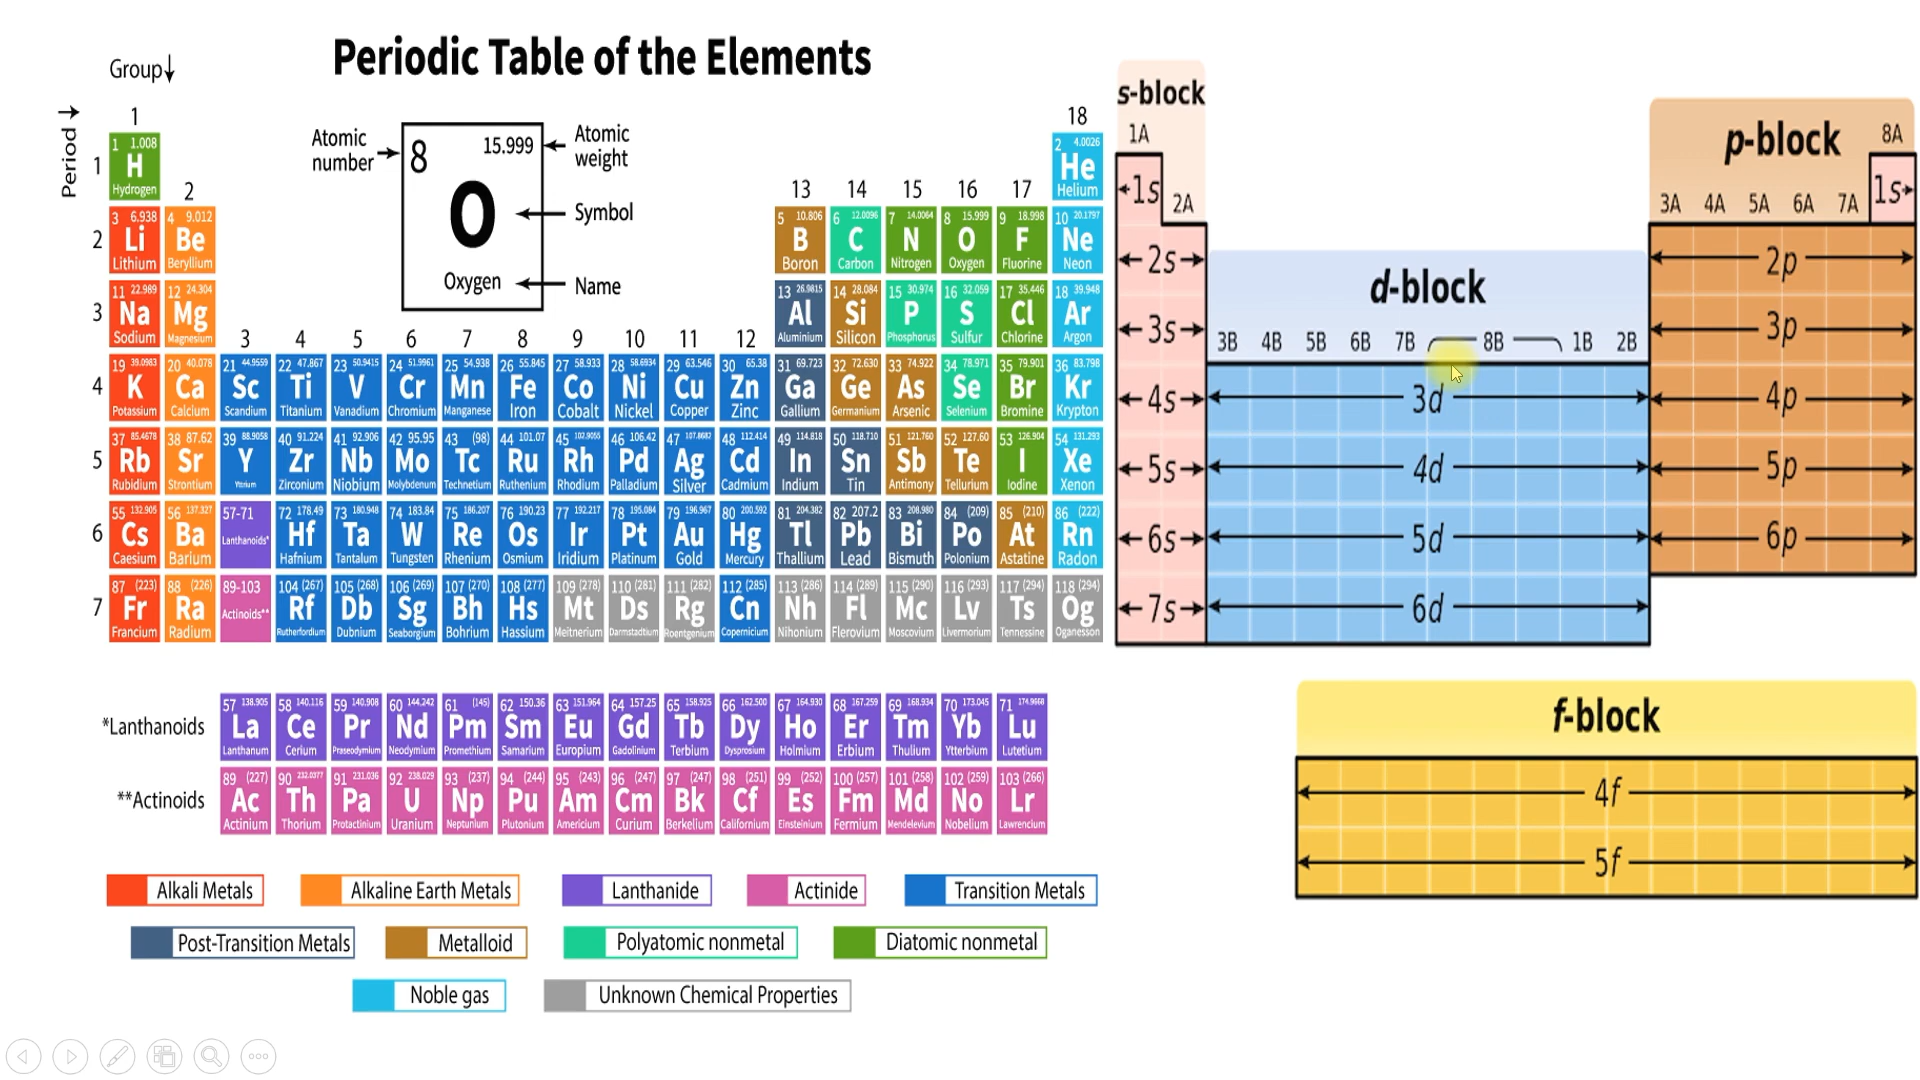 Periodic Table of the Elements
Group↓
Period →
1
18
Atomic number
8 15.999
O
Oxygen
Atomic weight
Symbol
Name
1
1 1.008
H
Hydrogen
2 4.0026
He
Helium
2
13 14 15 16 17
2
3 6.938 4 9.012 5 10.806 6 12.0096 7 14.0064 8 15.999 9 18.998 10 20.1797
Li Be B C N O F Ne
Lithium Beryllium Boron Carbon Nitrogen Oxygen Fluorine Neon
3
11 22.989 12 24.304 13 26.9815 14 28.084 15 30.974 16 32.059 17 35.446 18 39.948
Na Mg Al Si P S Cl Ar
Sodium Magnesium Aluminium Silicon Phosphorus Sulfur Chlorine Argon
3 4 5 6 7 8 9 10 11 12
4
19 39.0983 20 40.078 21 44.9559 22 47.867 23 50.9415 24 51.9961 25 54.938 26 55.845 27 58.933 28 58.6934 29 63.546 30 65.38 31 69.723 32 72.630 33 74.922 34 78.971 35 79.901 36 83.798
K Ca Sc Ti V Cr Mn Fe Co Ni Cu Zn Ga Ge As Se Br Kr
Potassium Calcium Scandium Titanium Vanadium Chromium Manganese Iron Cobalt Nickel Copper Zinc Gallium Germanium Arsenic Selenium Bromine Krypton
5
37 85.4678 38 87.62 39 88.9058 40 91.224 41 92.906 42 95.95 43 (98) 44 101.07 45 102.9055 46 106.42 47 107.8682 48 112.414 49 114.818 50 118.710 51 121.760 52 127.60 53 126.904 54 131.293
Rb Sr Y Zr Nb Mo Tc Ru Rh Pd Ag Cd In Sn Sb Te I Xe
Rubidium Strontium Yttrium Zirconium Niobium Molybdenum Technetium Ruthenium Rhodium Palladium Silver Cadmium Indium Tin Antimony Tellurium Iodine Xenon
6
55 132.905 56 137.327 57-71 72 178.49 73 180.948 74 183.84 75 186.207 76 190.23 77 192.217 78 195.084 79 196.967 80 200.592 81 204.382 82 207.2 83 208.980 84 (209) 85 (210) 86 (222)
Cs Ba Lanthanoids* Hf Ta W Re Os Ir Pt Au Hg Tl Pb Bi Po At Rn
Caesium Barium Hafnium Tantalum Tungsten Rhenium Osmium Iridium Platinum Gold Mercury Thallium Lead Bismuth Polonium Astatine Radon
7
87 (223) 88 (226) 89-103 104 (267) 105 (268) 106 (269) 107 (270) 108 (277) 109 (278) 110 (281) 111 (282) 112 (285) 113 (286) 114 (289) 115 (290) 116 (293) 117 (294) 118 (294)
Fr Ra Actinoids** Rf Db Sg Bh Hs Mt Ds Rg Cn Nh Fl Mc Lv Ts Og
Francium Radium Rutherfordium Dubnium Seaborgium Bohrium Hassium Meitnerium Darmstadtium Roentgenium Copernicium Nihonium Flerovium Moscovium Livermorium Tennessine Oganesson
*Lanthanoids
57 138.905 58 140.116 59 140.908 60 144.242 61 (145) 62 150.36 63 151.964 64 157.25 65 158.925 66 162.500 67 164.930 68 167.259 69 168.934 70 173.045 71 174.9668
La Ce Pr Nd Pm Sm Eu Gd Tb Dy Ho Er Tm Yb Lu
Lanthanum Cerium Praseodymium Neodymium Promethium Samarium Europium Gadolinium Terbium Dysprosium Holmium Erbium Thulium Ytterbium Lutetium
**Actinoids
89 (227) 90 232.0377 91 231.036 92 238.029 93 (237) 94 (244) 95 (243) 96 (247) 97 (247) 98 (251) 99 (252) 100 (257) 101 (258) 102 (259) 103 (266)
Ac Th Pa U Np Pu Am Cm Bk Cf Es Fm Md No Lr
Actinium Thorium Protactinium Uranium Neptunium Plutonium Americium Curium Berkelium Californium Einsteinium Fermium Mendelevium Nobelium Lawrencium
Alkali Metals Alkaline Earth Metals Lanthanide Actinide Transition Metals
Post-Transition Metals Metalloid Polyatomic nonmetal Diatomic nonmetal
Noble gas Unknown Chemical Properties
s-block
1A
1s
2A
2s
3s
4s
5s
6s
7s
d-block
3B 4B 5B 6B 7B 8B 1B 2B
3d
4d
5d
6d
p-block
8A
3A 4A 5A 6A 7A
1s
2p
3p
4p
5p
6p
f-block
4f
5f